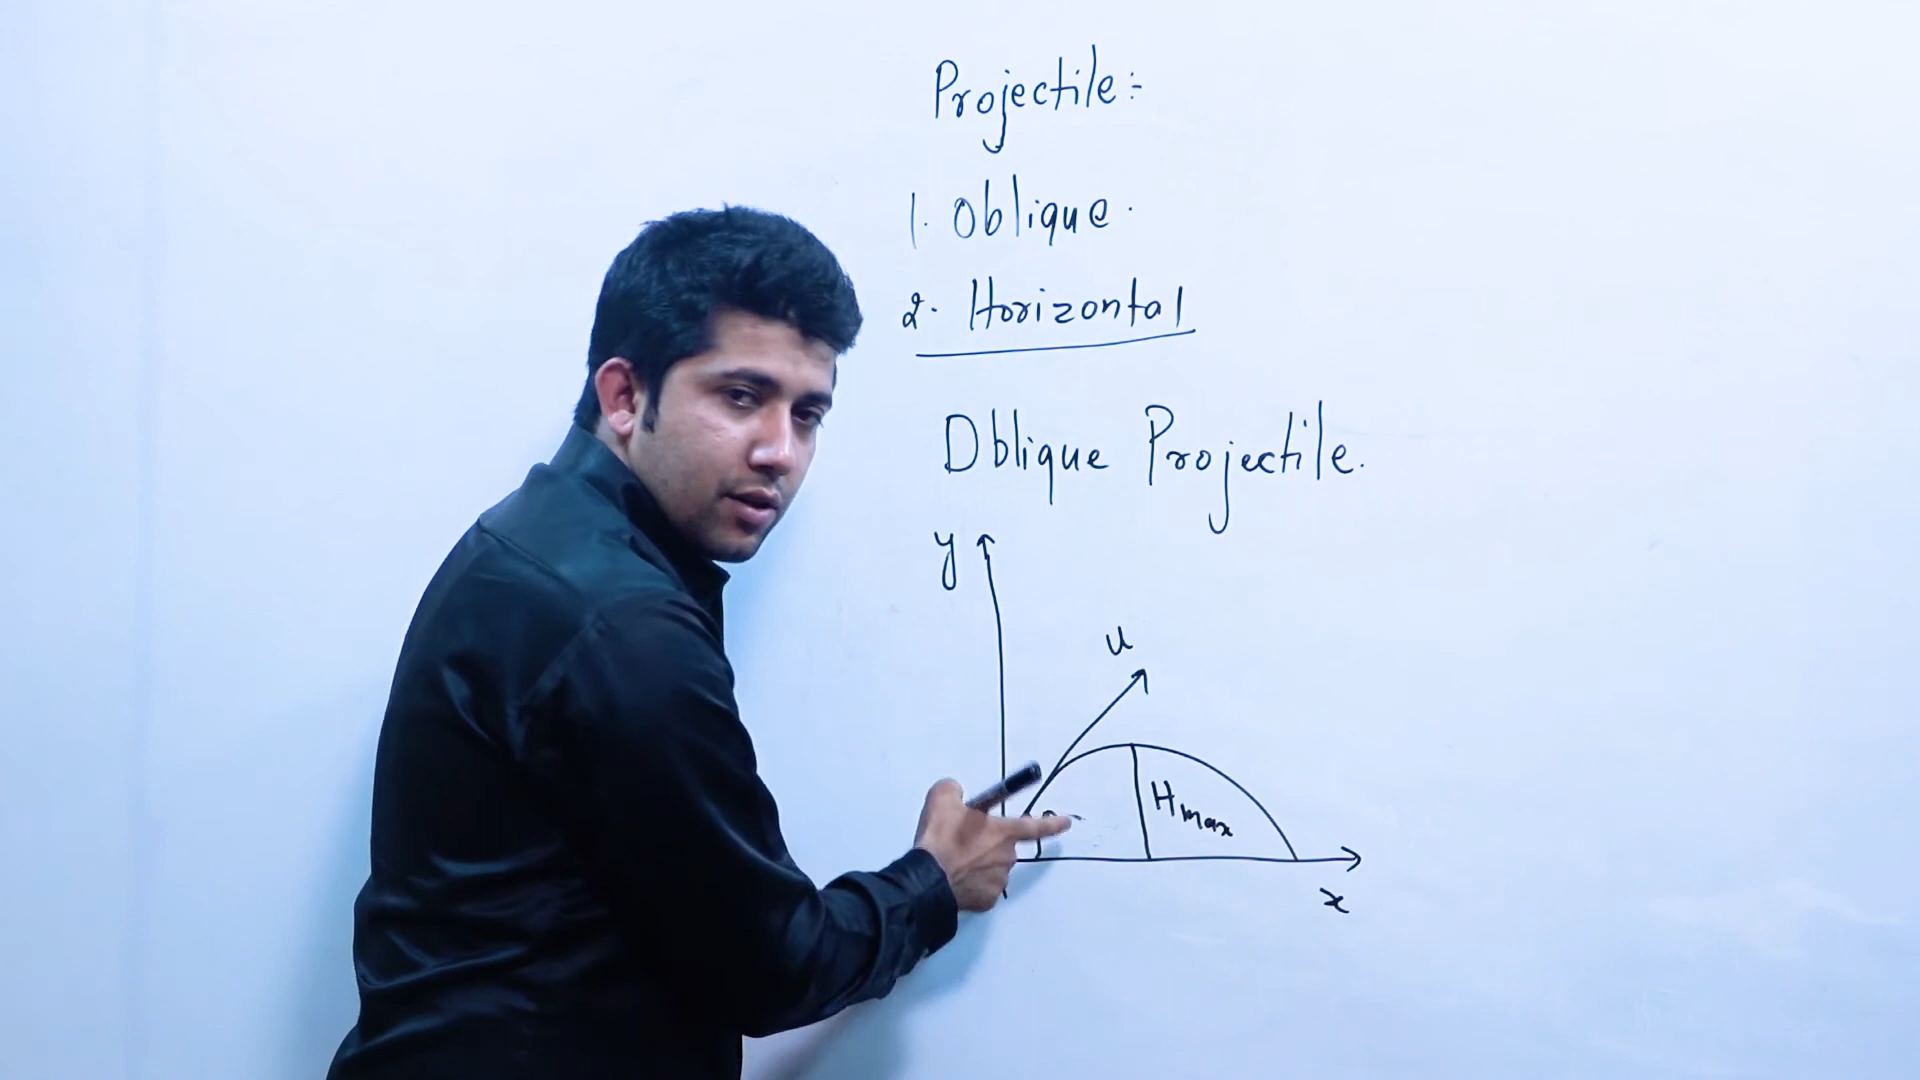 Projectile:-
1. Oblique.
2. Horizontal
Oblique Projectile.
y
u
Hmax
x